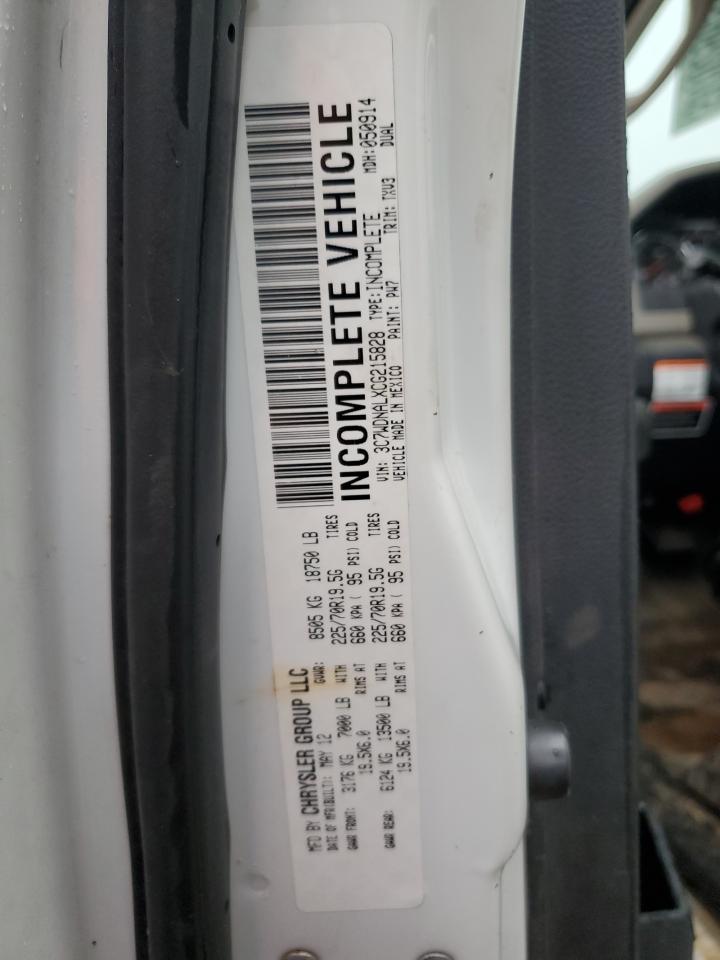 MFD BY CHRYSLER GROUP LLC
DATE OF MFR(BUILT): MAY 12 GVWR: 8505 KG 18750 LB
GAWR FRONT: 3176 KG 7000 LB WITH 225/70R19.5G TIRES
19.5X6.0 RIMS AT 660 KPA ( 95 PSI) COLD
GAWR REAR: 6124 KG 13500 LB WITH 225/70R19.5G TIRES
19.5X6.0 RIMS AT 660 KPA ( 95 PSI) COLD
INCOMPLETE VEHICLE
MDH:050914
VIN: 3C7WDNALXCG215828 TYPE:INCOMPLETE DUAL
VEHICLE MADE IN MEXICO PAINT: PW7 TRIM: TXV3